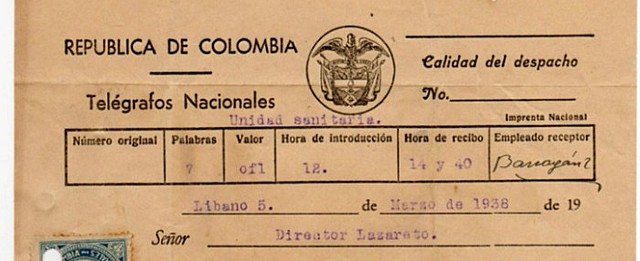 REPUBLICA DE COLOMBIA
Calidad del despacho
No.
Telégrafos Nacionales
Unidad sanitaria.
Imprenta Nacional
Número original Palabras Valor Hora de introducción Hora de recibo Empleado receptor
7 ofl 12. 14 y 40
Libano 5. de Marzo de 1938 de 19
Señor Director Lazareto.